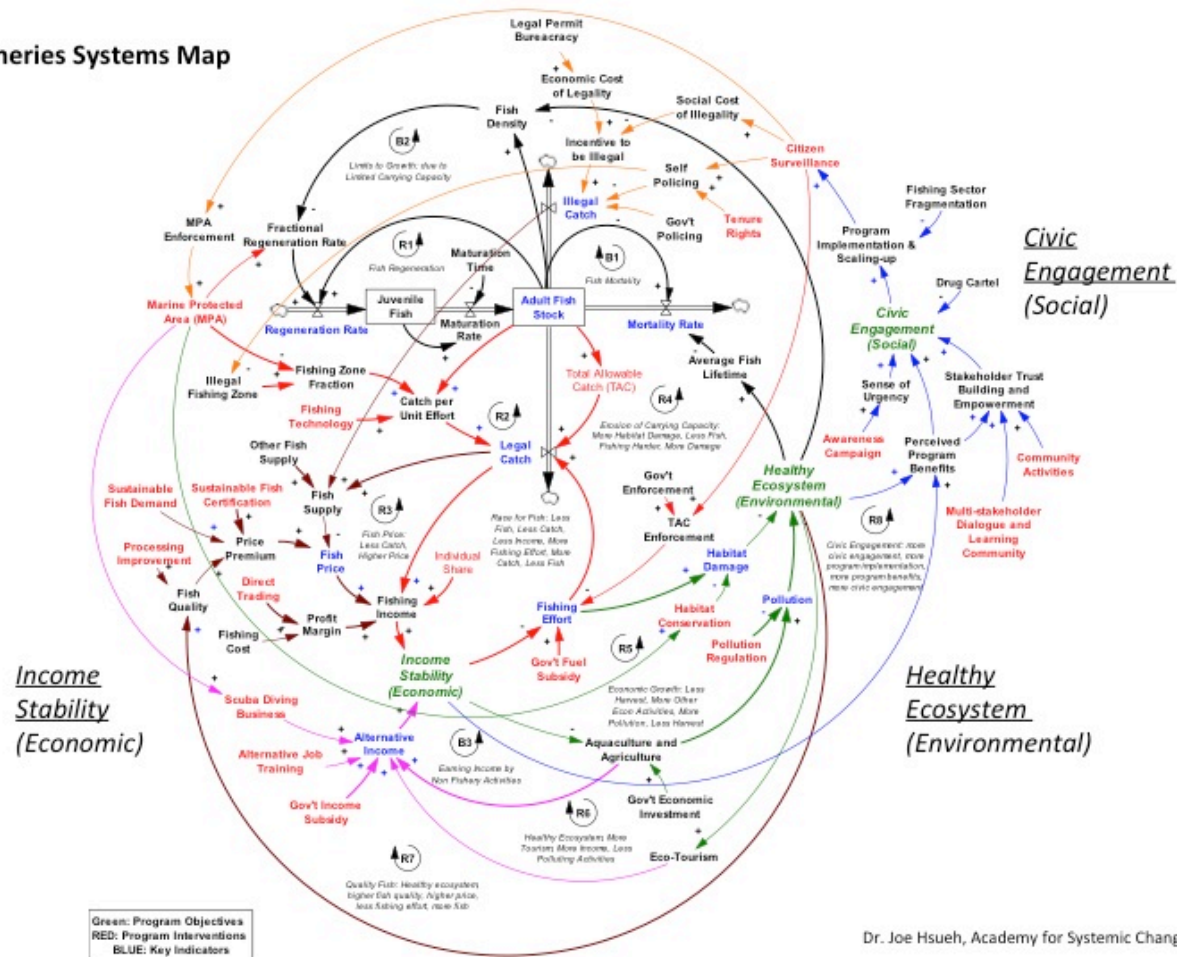 neries Systems Map
Legal Permit
Bureacracy
Economic Cost
of Legality
Social Cost
of Illegality
Fish
Density
B2
Limits to Growth: due to
Limited Carrying Capacity
Incentive to
be Illegal
Citizen
Surveillance
Self
Policing
Illegal
Catch
Gov't
Policing
Tenure
Rights
Fishing Sector
Fragmentation
Program
Implementation &
Scaling-up
Civic
Engagement
(Social)
MPA
Enforcement
Fractional
Regeneration Rate
R1
Fish Regeneration
Maturation
Time
B1
Fish Mortality
Drug Cartel
Marine Protected
Area (MPA)
Regeneration Rate
Juvenile
Fish
Maturation
Rate
Adult Fish
Stock
Mortality Rate
Civic
Engagement
(Social)
Illegal
Fishing Zone
Fishing Zone
Fraction
Total Allowable
Catch (TAC)
Average Fish
Lifetime
Sense of
Urgency
Stakeholder Trust
Building and
Empowerment
Fishing
Technology
Catch per
Unit Effort
R2
R4
Erosion of Carrying Capacity:
More Habitat Damage, Less Fish,
Fishing Harder, More Damage
Legal
Catch
Other Fish
Supply
Awareness
Campaign
Perceived
Program
Benefits
Community
Activities
Sustainable
Fish Demand
Sustainable Fish
Certification
Fish
Supply
R3
Fish Price:
Less Catch,
Higher Price
Race for Fish: Less
Fish, Less Catch,
Less Income, More
Fishing Effort, More
Catch, Less Fish
Gov't
Enforcement
TAC
Enforcement
Healthy
Ecosystem
(Environmental)
R8
Civic Engagement: more
civic engagement, more
program implementation,
more program benefits,
more civic engagement
Multi-stakeholder
Dialogue and
Learning
Community
Processing
Improvement
Price
Premium
Fish
Price
Individual
Share
Habitat
Damage
Direct
Trading
Fish
Quality
Fishing
Income
Fishing
Effort
Habitat
Conservation
Pollution
Fishing
Cost
Profit
Margin
Pollution
Regulation
Income
Stability
(Economic)
Income
Stability
(Economic)
Gov't Fuel
Subsidy
R5
Economic Growth: Less
Harvest, More Other
Econ Activities, More
Pollution, Less Harvest
Healthy
Ecosystem
(Environmental)
Scuba Diving
Business
Alternative
Income
B3
Earning Income by
Non Fishery Activities
Aquaculture and
Agriculture
Alternative Job
Training
Gov't Income
Subsidy
R6
Healthy Ecosystem, More
Tourism, More Income, Less
Polluting Activities
Gov't Economic
Investment
Eco-Tourism
R7
Quality Fish: Healthy ecosystem,
higher fish quality, higher price,
less fishing effort, more fish
Green: Program Objectives
RED: Program Interventions
BLUE: Key Indicators
Dr. Joe Hsueh, Academy for Systemic Chang